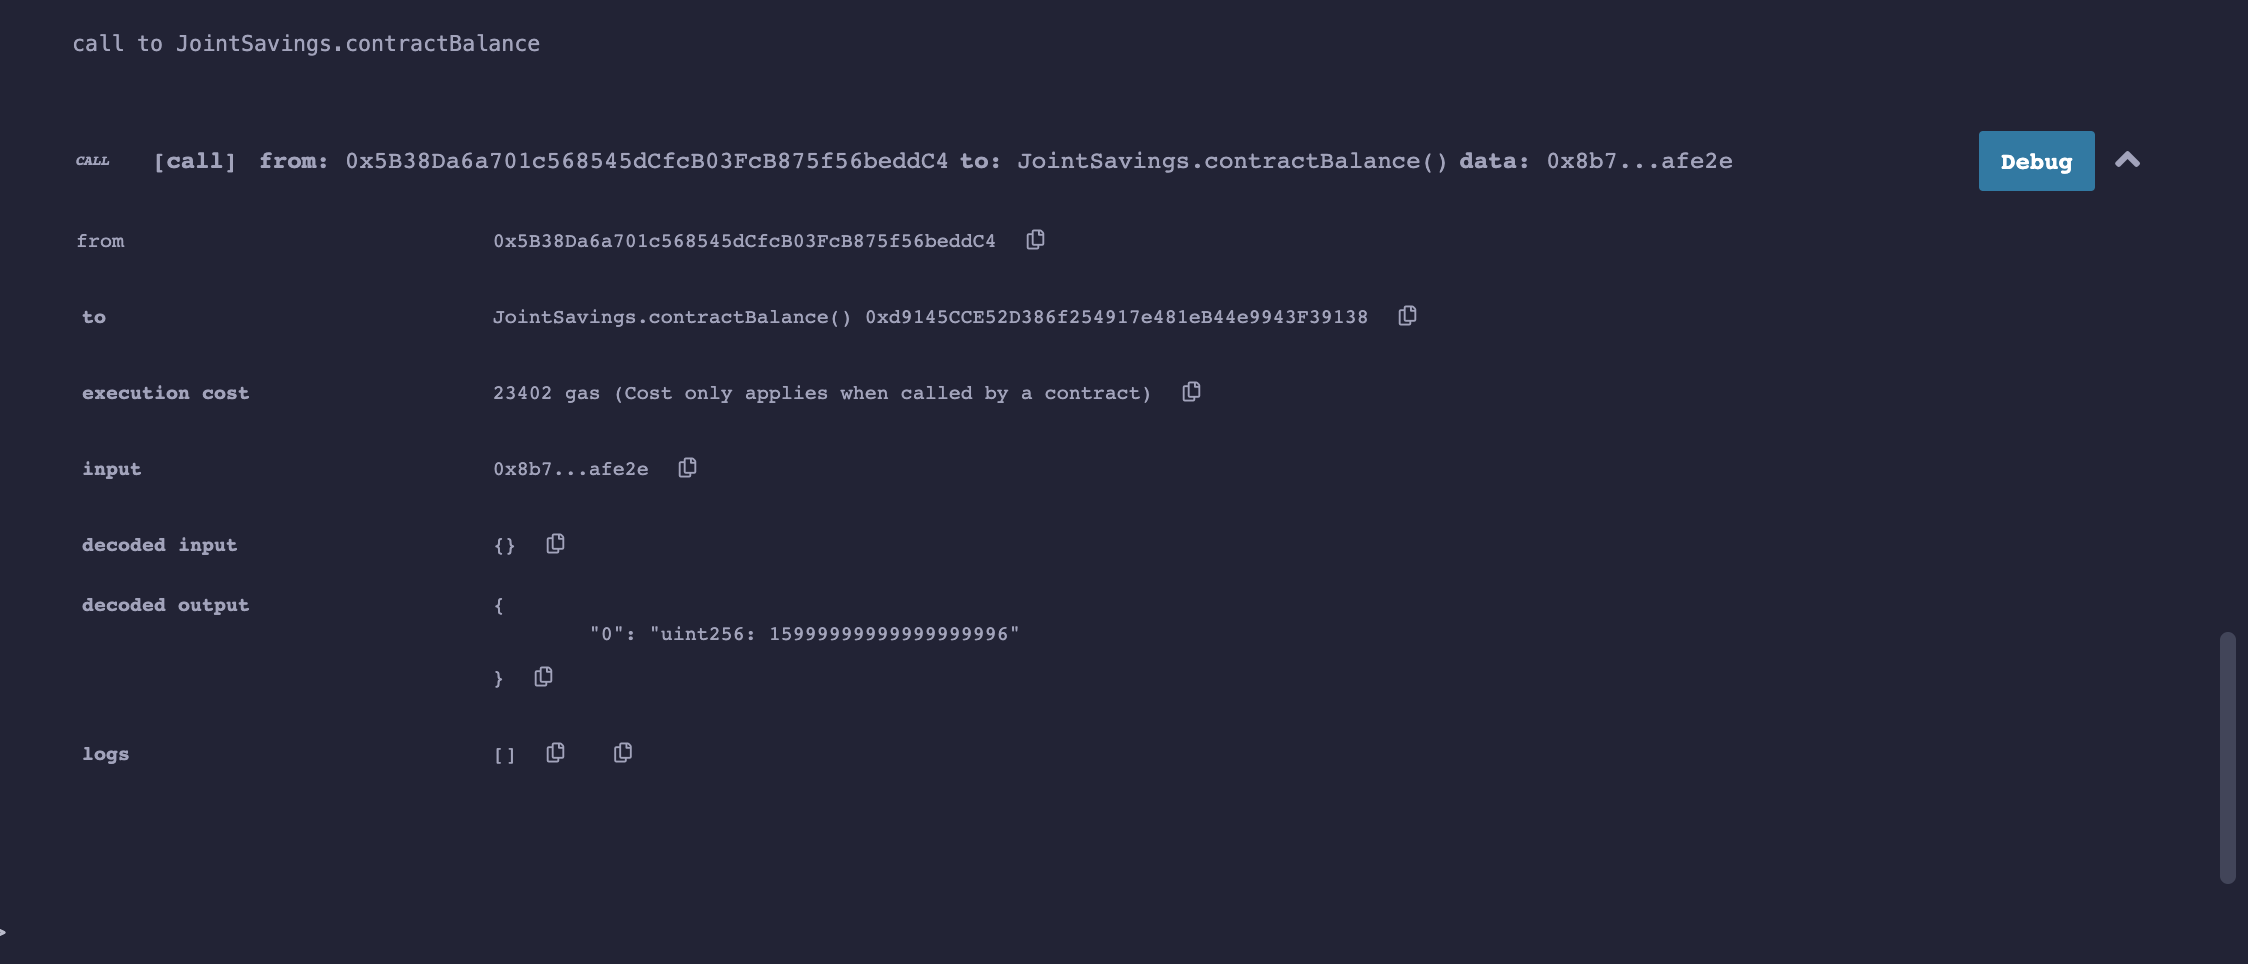 call to JointSavings.contractBalance
CALL [call] from: 0x5B38Da6a701c568545dCfcB03FcB875f56beddC4 to: JointSavings.contractBalance() data: 0x8b7...afe2e Debug
from 0x5B38Da6a701c568545dCfcB03FcB875f56beddC4
to JointSavings.contractBalance() 0xd9145CCE52D386f254917e481eB44e9943F39138
execution cost 23402 gas (Cost only applies when called by a contract)
input 0x8b7...afe2e
decoded input {}
decoded output {
"0": "uint256: 15999999999999999996"
}
logs []
>